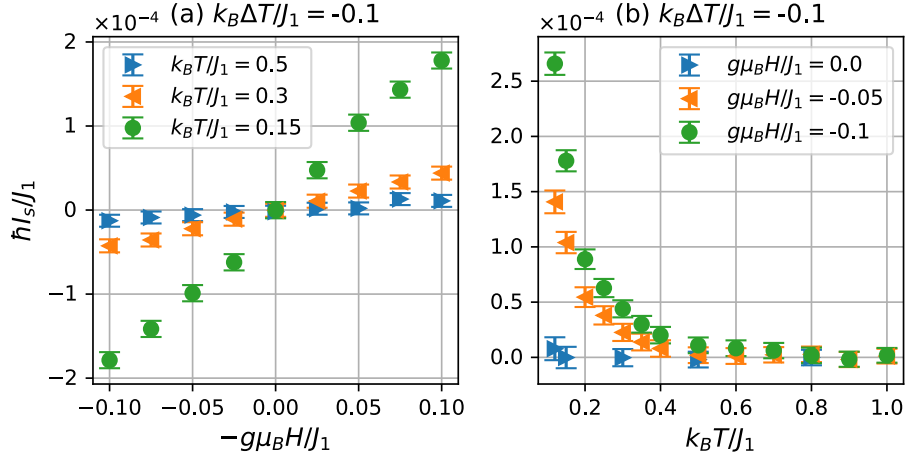 ×10⁻⁴ (a) k_BΔT/J₁ = -0.1
2
1
0
−1
−2
ħI_s/J₁
k_BT/J₁ = 0.5
k_BT/J₁ = 0.3
k_BT/J₁ = 0.15
−0.10 −0.05 0.00 0.05 0.10
−gμ_BH/J₁
×10⁻⁴ (b) k_BΔT/J₁ = -0.1
2.5
2.0
1.5
1.0
0.5
0.0
gμ_BH/J₁ = 0.0
gμ_BH/J₁ = -0.05
gμ_BH/J₁ = -0.1
0.2 0.4 0.6 0.8 1.0
k_BT/J₁